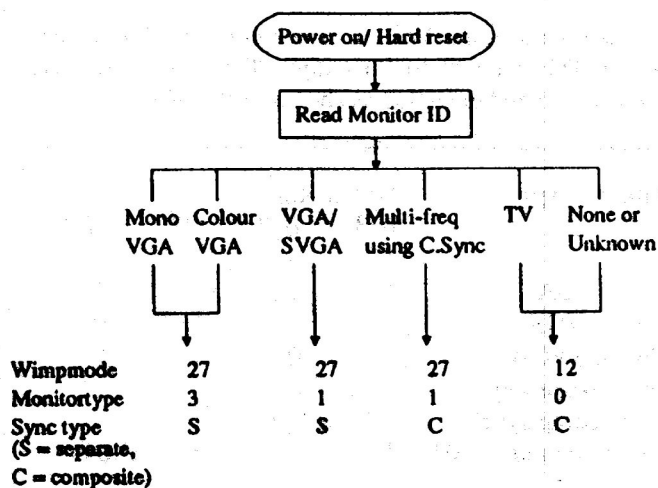 Power on/ Hard reset
Read Monitor ID
Mono Colour VGA/ Multi-freq TV None or
VGA VGA SVGA using C.Sync Unknown
Wimpmode 27 27 27 12
Monitortype 3 1 1 0
Sync type S S C C
(S = separate,
C = composite)